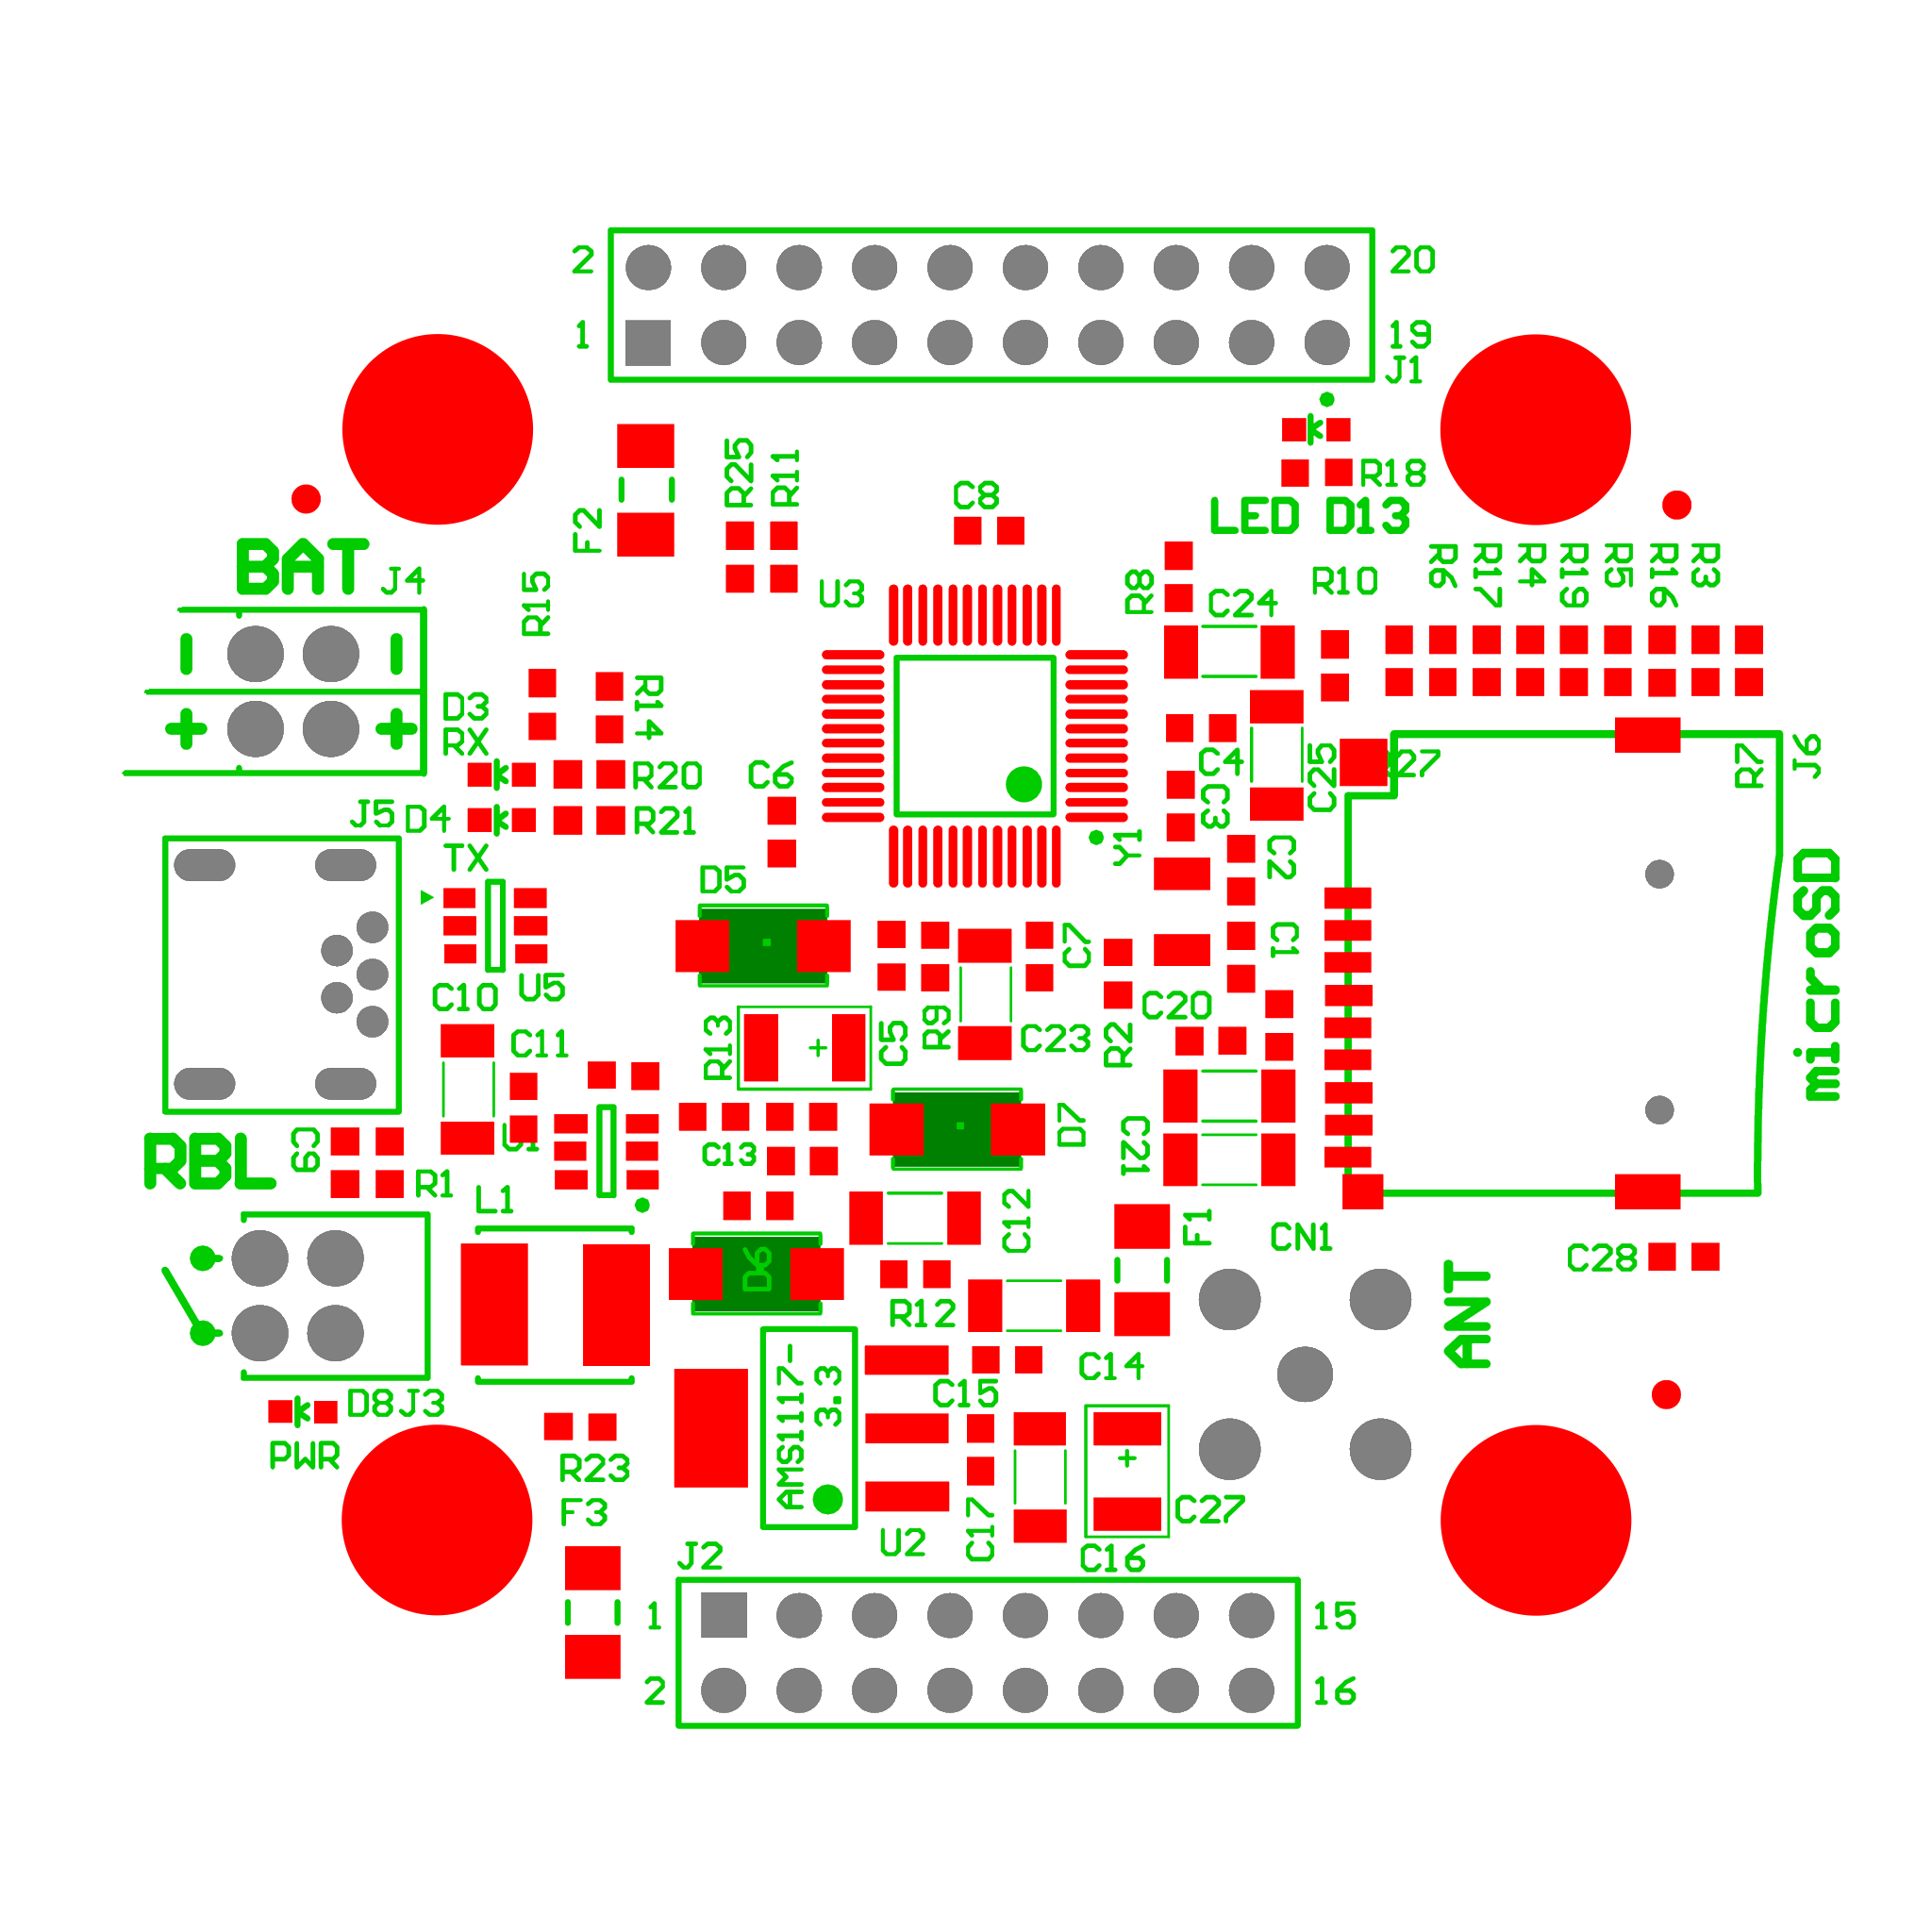 2
20
1
19
J1
R25
R11
C8
R18
F2
LED D13
BAT
J4
R15
U3
R8
C24
R10
R6
R17
R4
R19
R5
R16
R3
- -
R14
D3
+ +
RX
k
R20
C6
C4
C25
R7
J6
C3
J5
D4
k
R21
TX
Y1
C2
D5
microSD
C1
C7
C10
U5
C20
C11
R13
C5
R9
C23
R2
+
D7
C21
RBL
C9
C13
R1
L1
C12
F1
CN1
C28
D6
ANT
R12
C14
C15
AMS1117-
3.3
D8
J3
k
PWR
R23
+
F3
C17
C27
U2
J2
C16
1
15
2
16